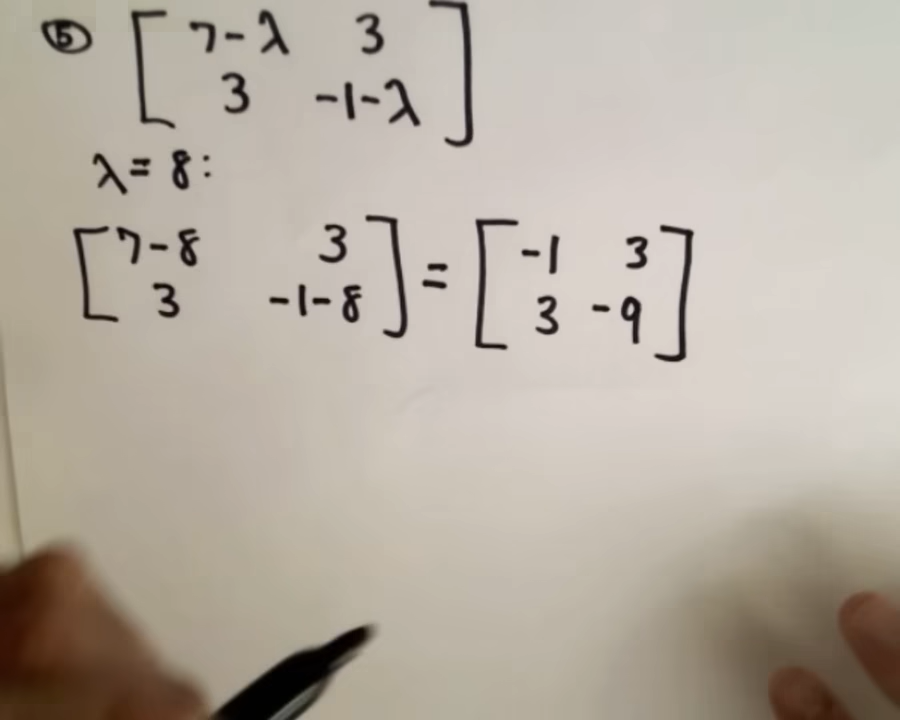 ⑤ [ 7-λ 3 ]
[ 3 -1-λ ]
λ = 8:
[ 7-8 3 ] = [ -1 3 ]
[ 3 -1-8 ] [ 3 -9 ]